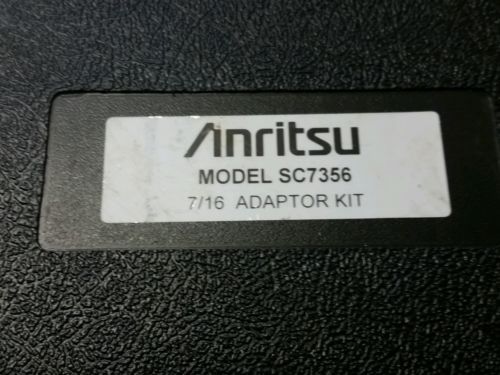 Anritsu
MODEL SC7356
7/16 ADAPTOR KIT